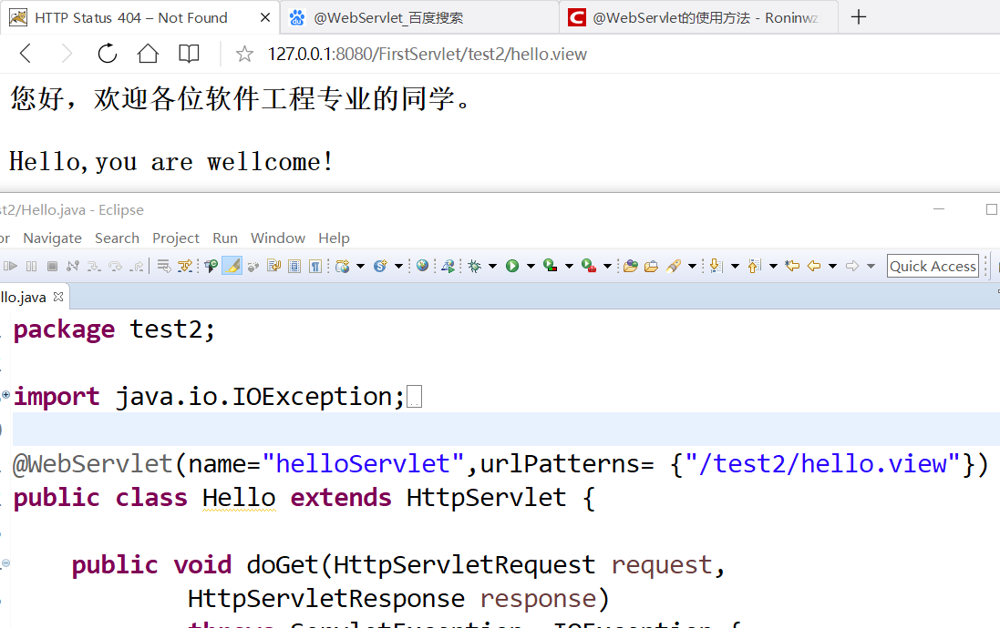 HTTP Status 404 – Not Found
@WebServlet_百度搜索
@WebServlet的使用方法 - Roninwz
127.0.0.1:8080/FirstServlet/test2/hello.view
您好，欢迎各位软件工程专业的同学。
Hello,you are wellcome!
st2/Hello.java - Eclipse
or Navigate Search Project Run Window Help
Quick Access
llo.java
package test2;
import java.io.IOException;
@WebServlet(name="helloServlet",urlPatterns= {"/test2/hello.view"})
public class Hello extends HttpServlet {
public void doGet(HttpServletRequest request,
HttpServletResponse response)
throws ServletException, IOException {